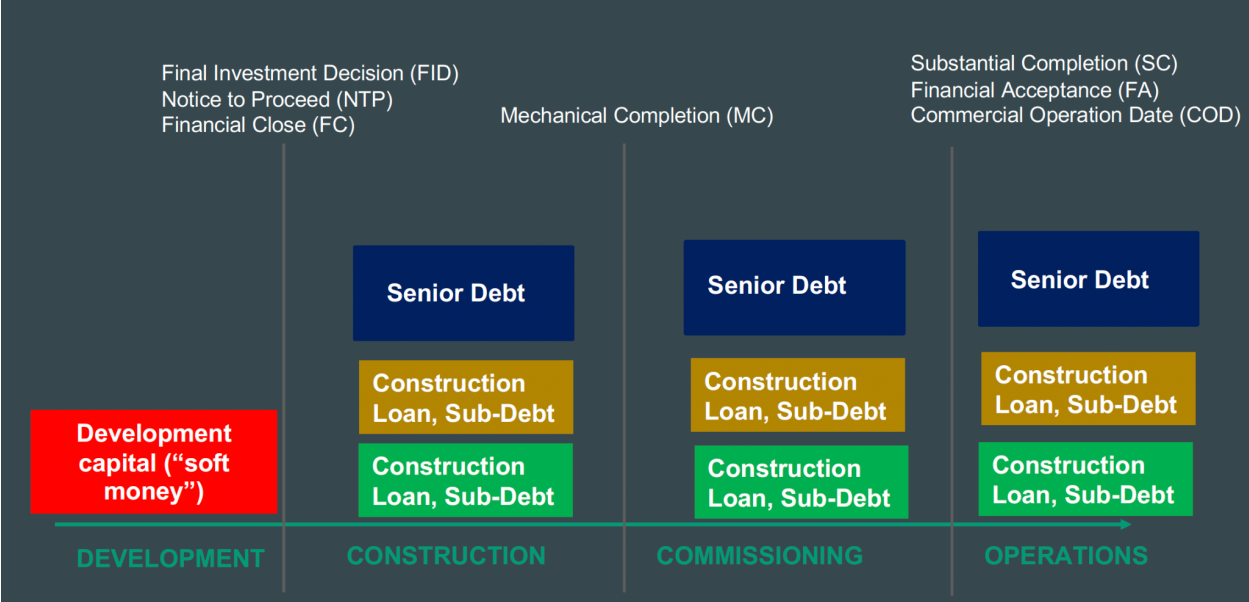 Final Investment Decision (FID)
Notice to Proceed (NTP)
Financial Close (FC)
Mechanical Completion (MC)
Substantial Completion (SC)
Financial Acceptance (FA)
Commercial Operation Date (COD)
Development
capital (“soft
money”)
Senior Debt
Construction
Loan, Sub-Debt
Construction
Loan, Sub-Debt
Senior Debt
Construction
Loan, Sub-Debt
Construction
Loan, Sub-Debt
Senior Debt
Construction
Loan, Sub-Debt
Construction
Loan, Sub-Debt
DEVELOPMENT
CONSTRUCTION
COMMISSIONING
OPERATIONS